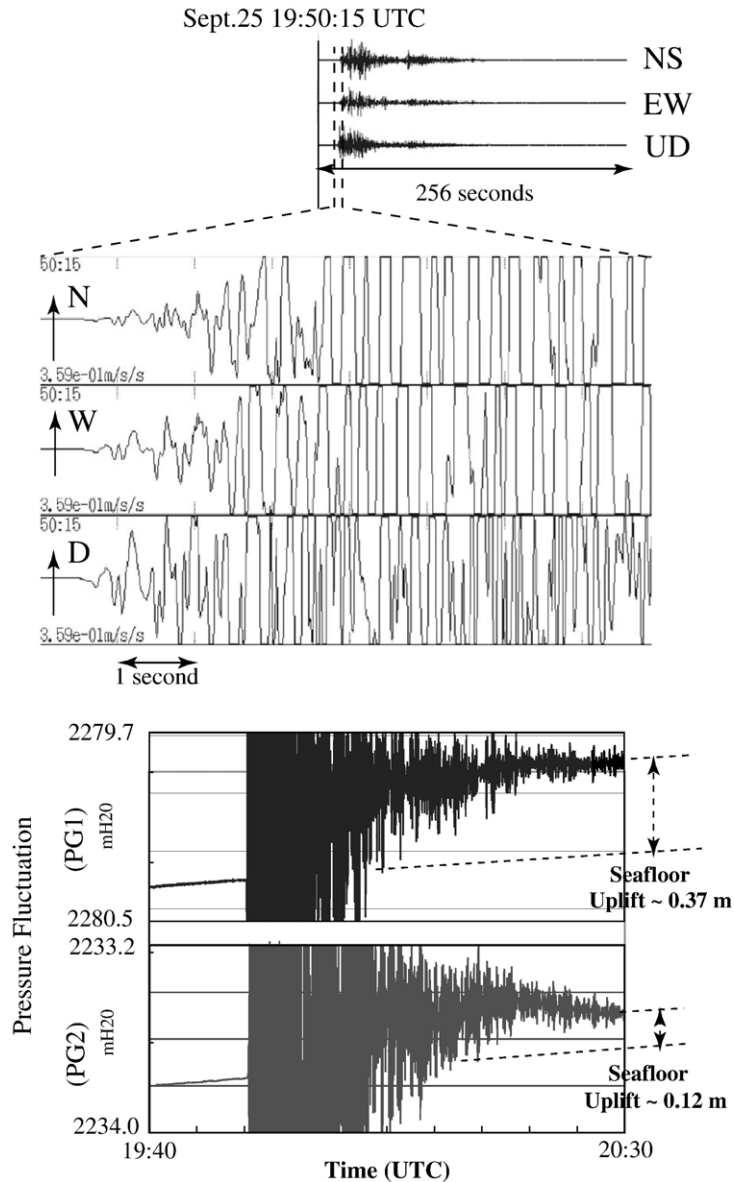 Sept.25 19:50:15 UTC
NS
EW
UD
256 seconds
50:15
N
3.59e-01m/s/s
50:15
W
3.59e-01m/s/s
50:15
D
3.59e-01m/s/s
1 second
Pressure Fluctuation
(PG1)
mH20
2279.7
2280.5
Seafloor
Uplift ~ 0.37 m
(PG2)
mH20
2233.2
2234.0
Seafloor
Uplift ~ 0.12 m
19:40
20:30
Time (UTC)